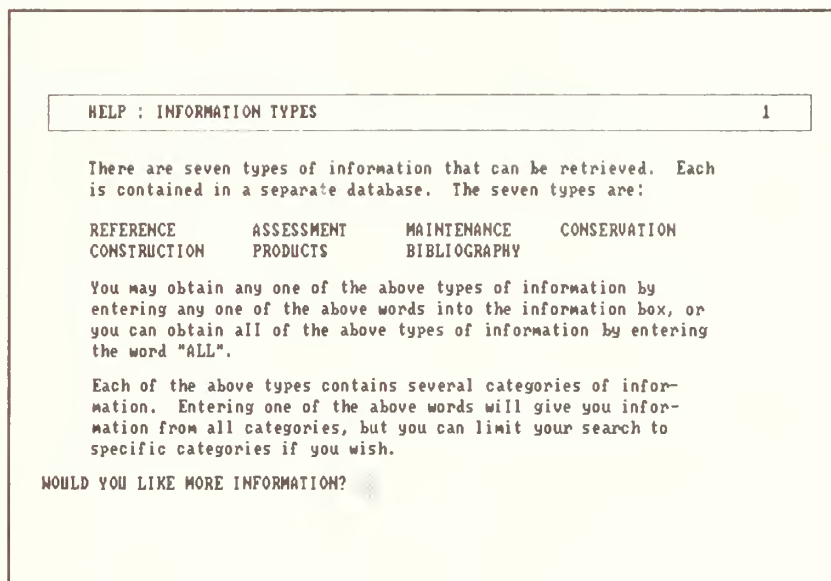 HELP : INFORMATION TYPES 1
There are seven types of information that can be retrieved. Each
is contained in a separate database. The seven types are:
REFERENCE ASSESSMENT MAINTENANCE CONSERVATION
CONSTRUCTION PRODUCTS BIBLIOGRAPHY
You may obtain any one of the above types of information by
entering any one of the above words into the information box, or
you can obtain all of the above types of information by entering
the word "ALL".
Each of the above types contains several categories of infor-
mation. Entering one of the above words will give you infor-
mation from all categories, but you can limit your search to
specific categories if you wish.
WOULD YOU LIKE MORE INFORMATION?